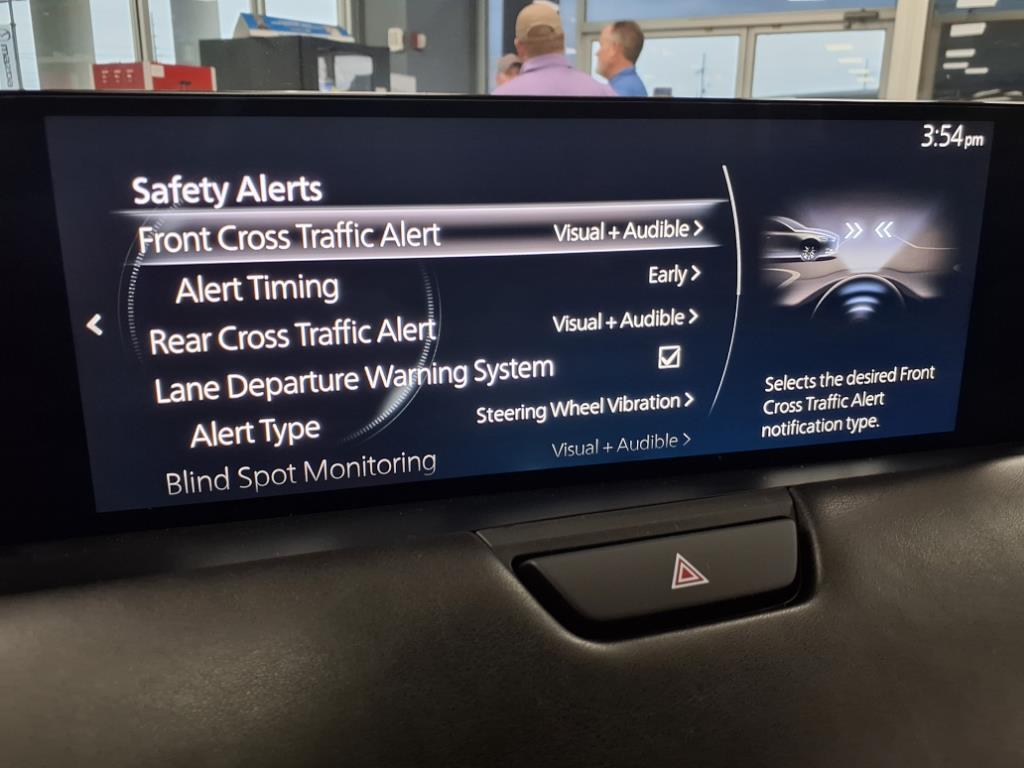 mazda
3:54pm
Safety Alerts
Front Cross Traffic Alert Visual + Audible >
Alert Timing Early >
Rear Cross Traffic Alert Visual + Audible >
Lane Departure Warning System
Alert Type Steering Wheel Vibration >
Blind Spot Monitoring Visual + Audible >
Selects the desired Front
Cross Traffic Alert
notification type.